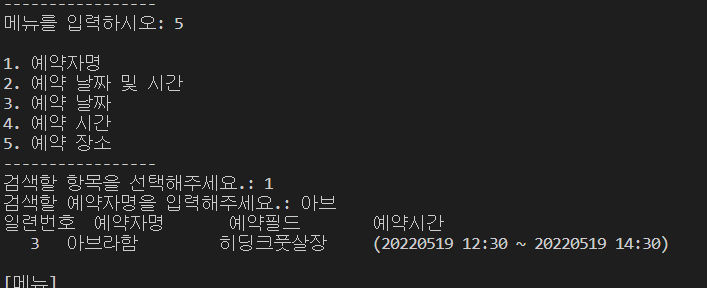 -----------------
메뉴를 입력하시오: 5
1. 예약자명
2. 예약 날짜 및 시간
3. 예약 날짜
4. 예약 시간
5. 예약 장소
-----------------
검색할 항목을 선택해주세요.: 1
검색할 예약자명을 입력해주세요.: 아브
일련번호 예약자명 예약필드 예약시간
3 아브라함 히딩크풋살장 (20220519 12:30 ~ 20220519 14:30)
[메뉴]